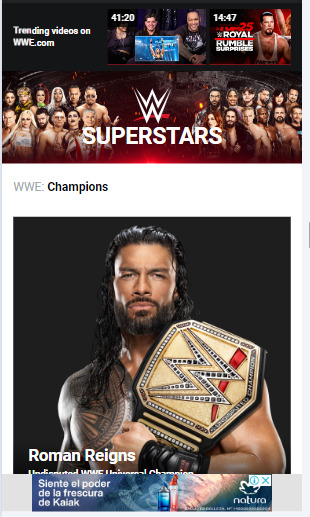 Trending videos on
WWE.com
41:20
14:47
25
ROYAL
RUMBLE
SURPRISES
W
SUPERSTARS
WWE: Champions
Roman Reigns
Undisputed WWE Universal Champion
Siente el poder
de la frescura
de Kaiak
natura